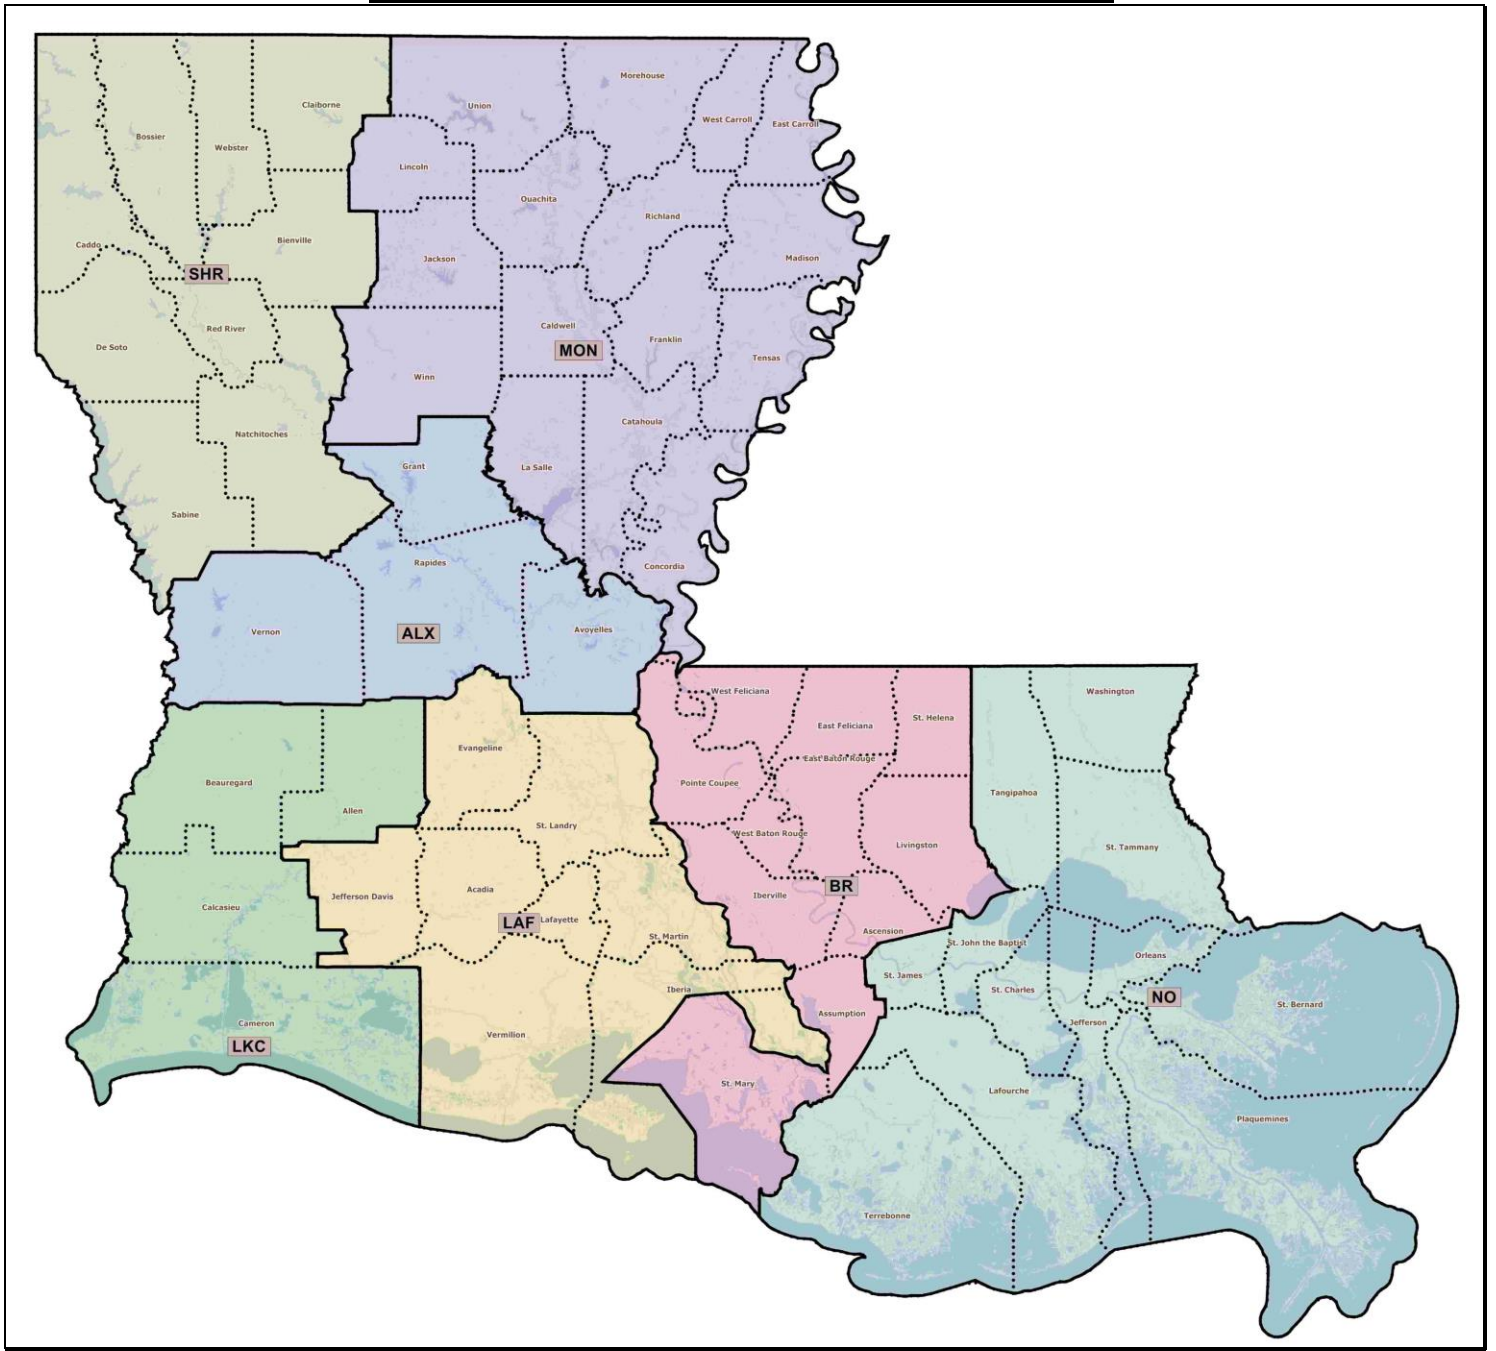 Morehouse
Claiborne
Union
West Carroll
East Carroll
Bossier
Webster
Lincoln
Ouachita
Richland
Caddo
Bienville
Jackson
Madison
SHR
Red River
Caldwell
De Soto
MON
Franklin
Tensas
Winn
Natchitoches
Catahoula
Grant
La Salle
Sabine
Rapides
Concordia
Vernon
ALX
Avoyelles
West Feliciana
Washington
East Feliciana
St. Helena
Evangeline
East Baton Rouge
Beauregard
Pointe Coupee
Tangipahoa
Allen
St. Landry
West Baton Rouge
Livingston
St. Tammany
BR
Jefferson Davis
Acadia
Iberville
Calcasieu
LAF
Lafayette
Ascension
St. Martin
St. John the Baptist
Orleans
St. James
Iberia
St. Charles
NO
St. Bernard
Assumption
Cameron
Jefferson
Vermilion
LKC
St. Mary
Lafourche
Plaquemines
Terrebonne